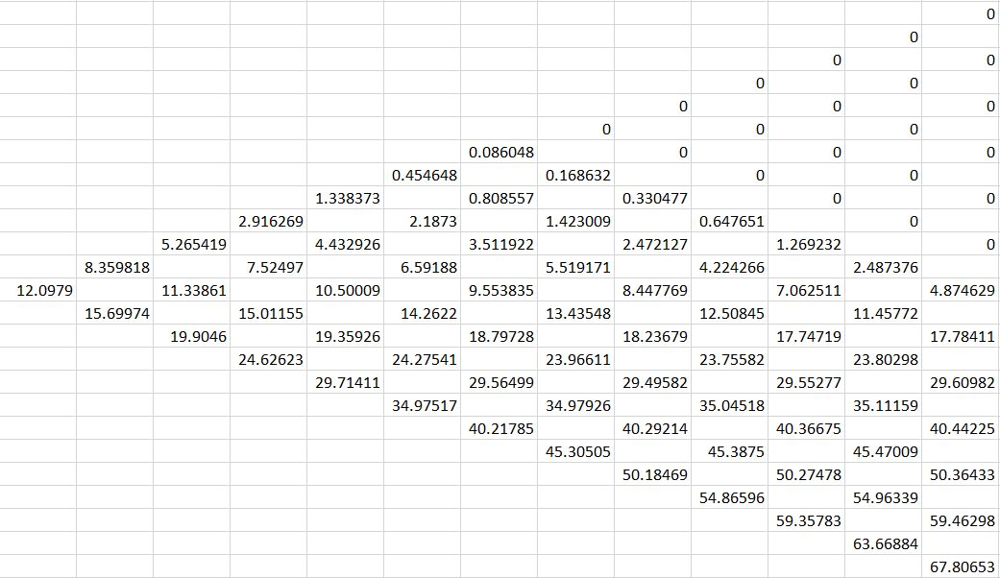 0
0
0 0
0 0
0 0 0
0 0 0
0.086048 0 0 0
0.454648 0.168632 0 0
1.338373 0.808557 0.330477 0 0
2.916269 2.1873 1.423009 0.647651 0
5.265419 4.432926 3.511922 2.472127 1.269232 0
8.359818 7.52497 6.59188 5.519171 4.224266 2.487376
12.0979 11.33861 10.50009 9.553835 8.447769 7.062511 4.874629
15.69974 15.01155 14.2622 13.43548 12.50845 11.45772
19.9046 19.35926 18.79728 18.23679 17.74719 17.78411
24.62623 24.27541 23.96611 23.75582 23.80298
29.71411 29.56499 29.49582 29.55277 29.60982
34.97517 34.97926 35.04518 35.11159
40.21785 40.29214 40.36675 40.44225
45.30505 45.3875 45.47009
50.18469 50.27478 50.36433
54.86596 54.96339
59.35783 59.46298
63.66884
67.80653